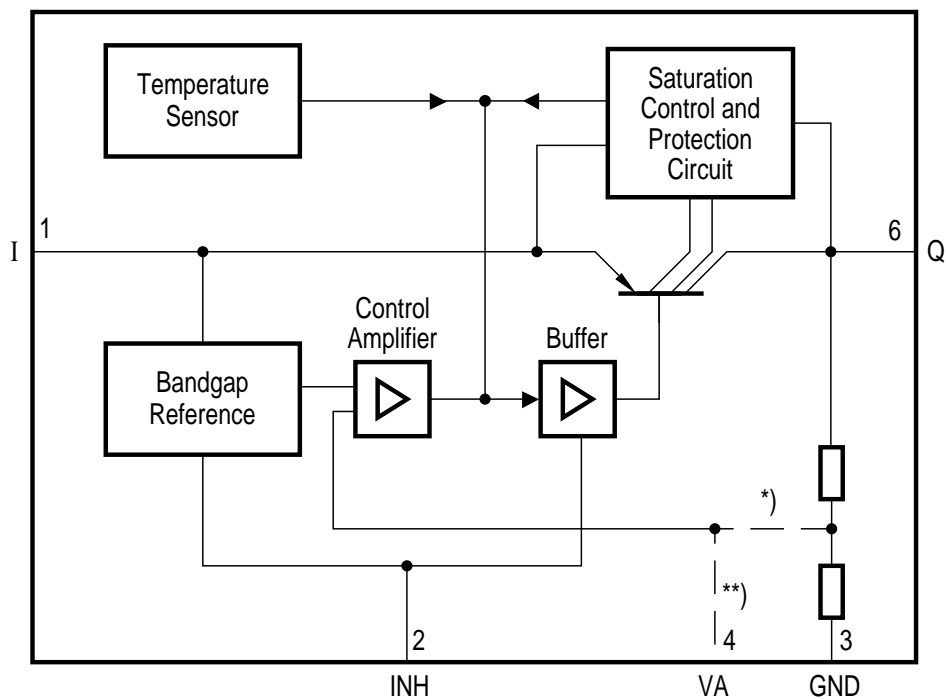 Temperature
Sensor
Saturation
Control and
Protection
Circuit
1
I
6
Q
Control
Amplifier
Buffer
Bandgap
Reference
*)
**)
2
4
3
INH
VA
GND